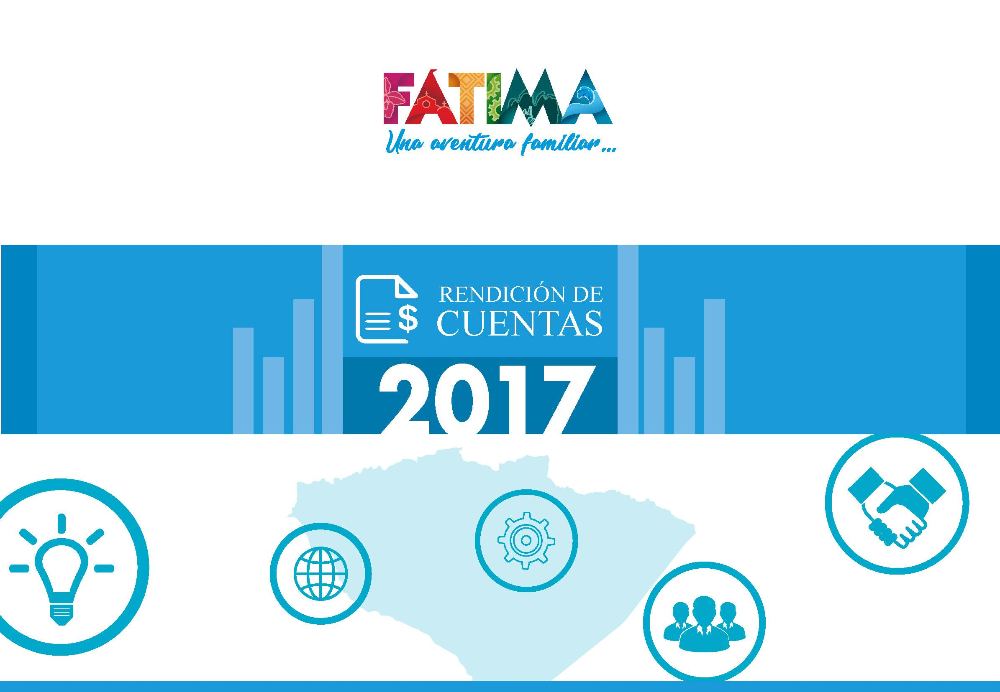 FÁTIMA
Una aventura familiar...
RENDICIÓN DE
CUENTAS
2017